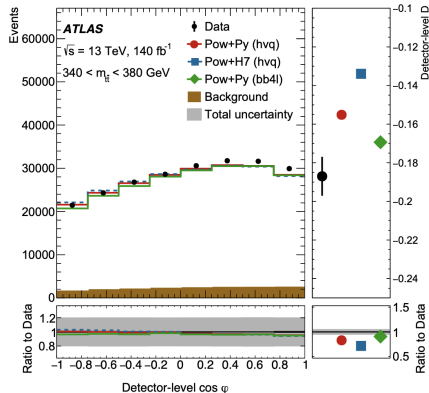 Events
ATLAS
√s = 13 TeV, 140 fb⁻¹
340 < m_tt̄ < 380 GeV
Data
Pow+Py (hvq)
Pow+H7 (hvq)
Pow+Py (bb4l)
Background
Total uncertainty
60000
50000
40000
30000
20000
10000
0
Ratio to Data
1.2
1
0.8
−1 −0.8 −0.6 −0.4 −0.2 0 0.2 0.4 0.6 0.8 1
Detector-level cos φ
−0.1
−0.12
−0.14
−0.16
−0.18
−0.2
−0.22
−0.24
Detector-level D
1.5
1
0.5
Ratio to Data